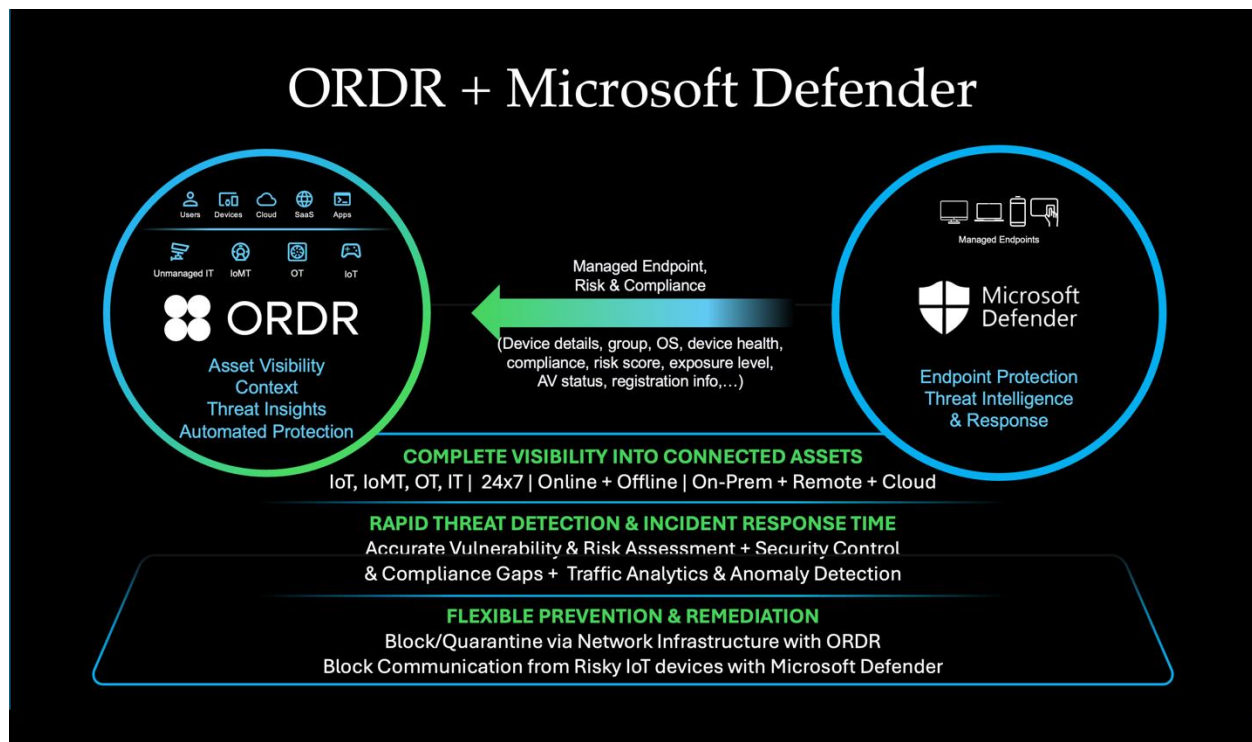 ORDR + Microsoft Defender
Users Devices Cloud SaaS Apps
Unmanaged IT IoMT OT IoT
ORDR
Asset Visibility
Context
Threat Insights
Automated Protection
Managed Endpoint,
Risk & Compliance
(Device details, group, OS, device health,
compliance, risk score, exposure level,
AV status, registration info,...)
Managed Endpoints
Microsoft
Defender
Endpoint Protection
Threat Intelligence
& Response
COMPLETE VISIBILITY INTO CONNECTED ASSETS
IoT, IoMT, OT, IT | 24x7 | Online + Offline | On-Prem + Remote + Cloud
RAPID THREAT DETECTION & INCIDENT RESPONSE TIME
Accurate Vulnerability & Risk Assessment + Security Control
& Compliance Gaps + Traffic Analytics & Anomaly Detection
FLEXIBLE PREVENTION & REMEDIATION
Block/Quarantine via Network Infrastructure with ORDR
Block Communication from Risky IoT devices with Microsoft Defender